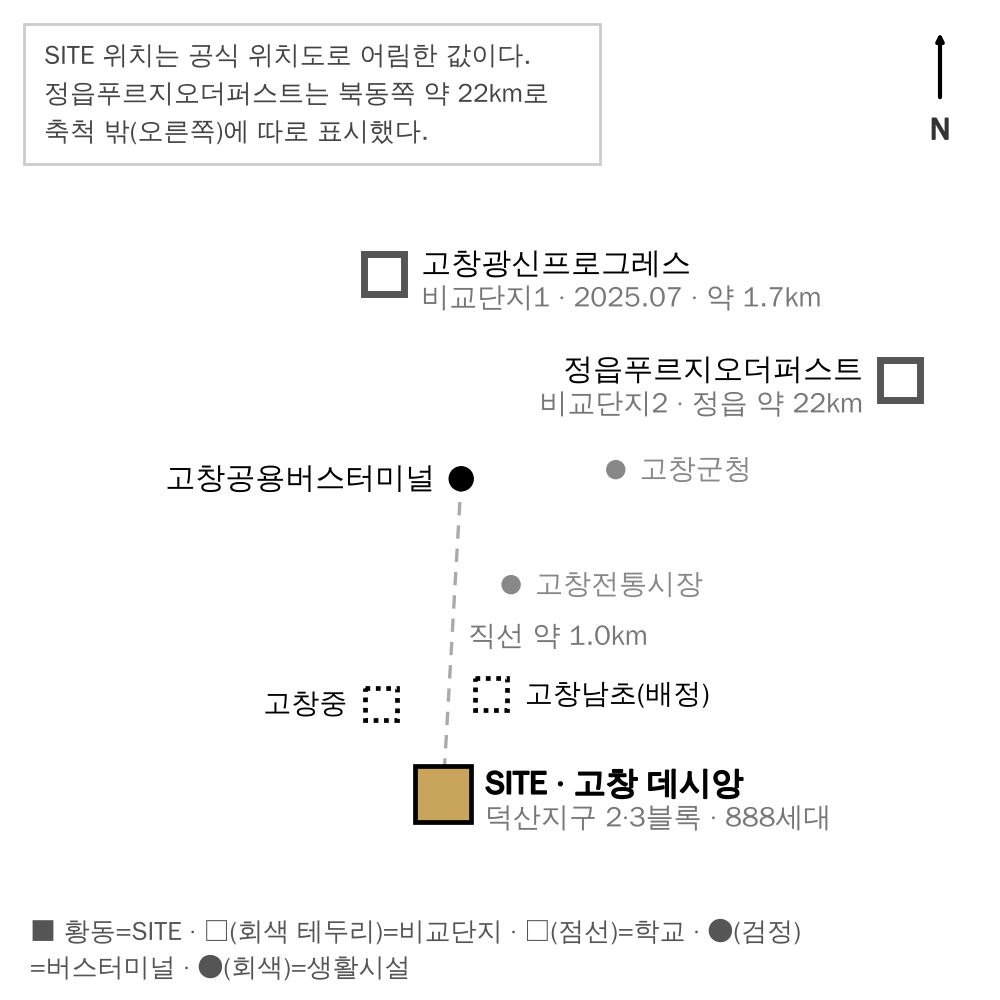 SITE 위치는 공식 위치도로 어림한 값이다.
정읍푸르지오더퍼스트는 북동쪽 약 22km로
축척 밖(오른쪽)에 따로 표시했다.
N
고창광신프로그레스
비교단지1 · 2025.07 · 약 1.7km
정읍푸르지오더퍼스트
비교단지2 · 정읍 약 22km
고창공용버스터미널
고창군청
고창전통시장
직선 약 1.0km
고창중
고창남초(배정)
SITE · 고창 데시앙
덕산지구 2·3블록 · 888세대
■ 황동=SITE · □(회색 테두리)=비교단지 · □(점선)=학교 · ●(검정)
=버스터미널 · ●(회색)=생활시설